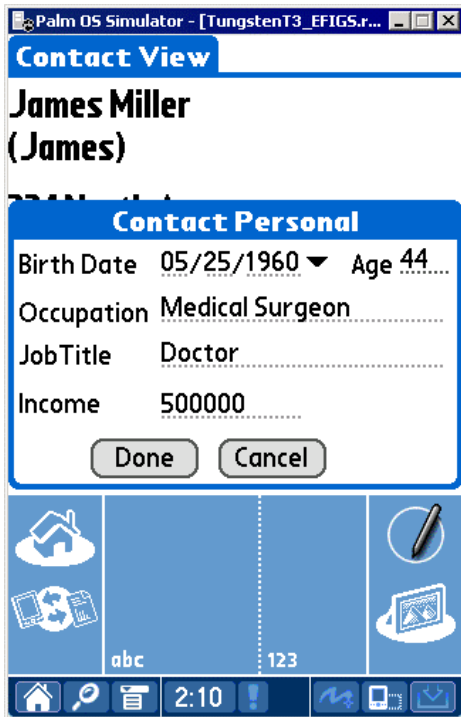 Palm OS Simulator - [TungstenT3_EFIGS.r...
Contact View
James Miller
(James)
Contact Personal
Birth Date 05/25/1960 Age 44
Occupation Medical Surgeon
JobTitle Doctor
Income 500000
Done Cancel
abc 123
2:10